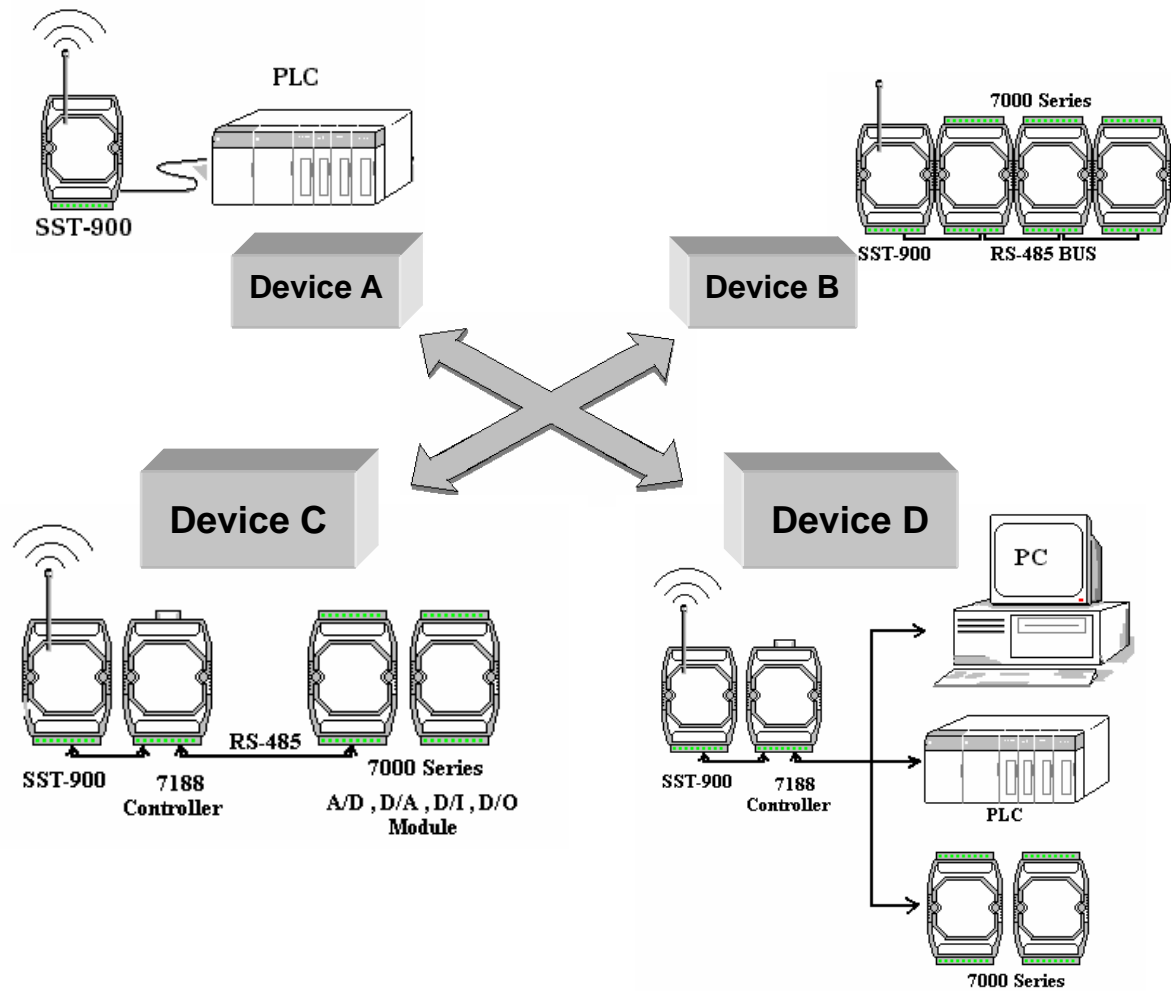 PLC
SST-900
7000 Series
SST-900
RS-485 BUS
Device A
Device B
Device C
Device D
SST-900
7188
Controller
RS-485
7000 Series
A/D , D/A , D/I , D/O
Module
PC
SST-900
7188
Controller
PLC
7000 Series